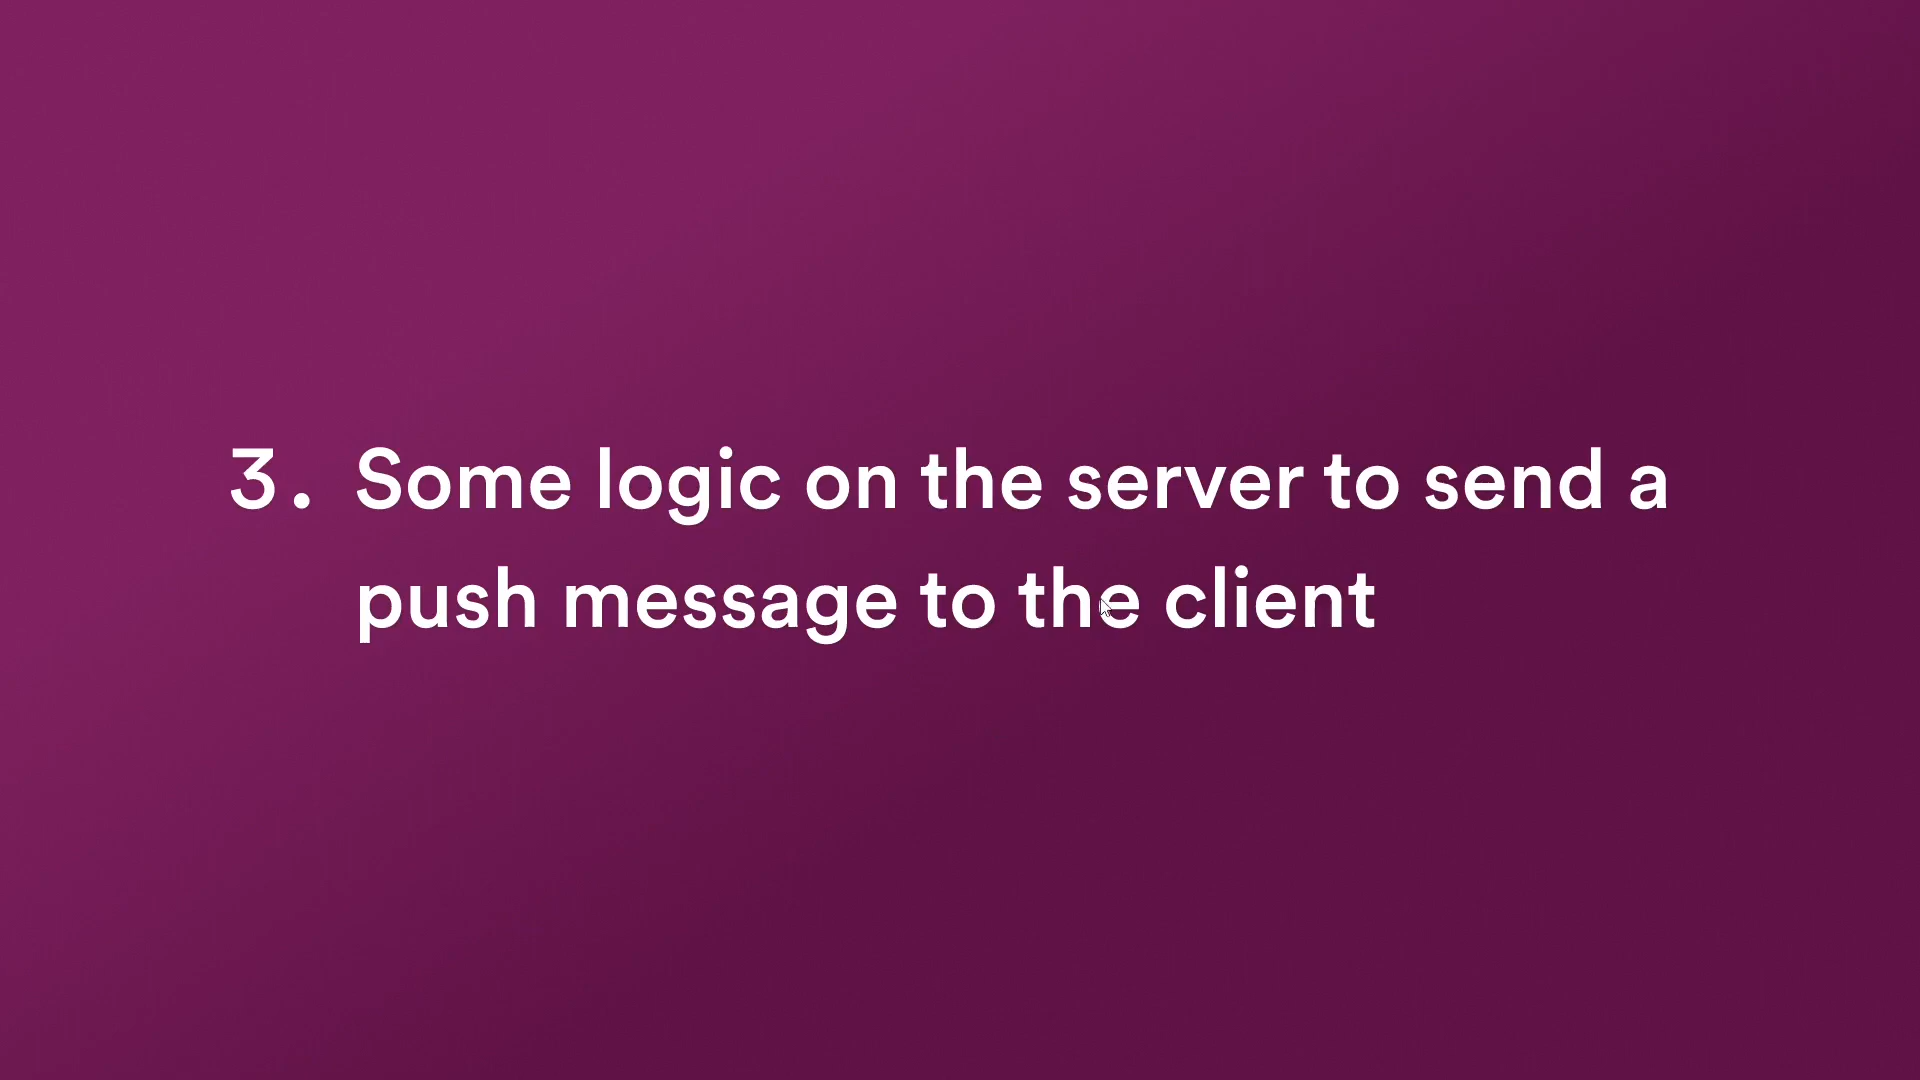 3. Some logic on the server to send a
push message to the client